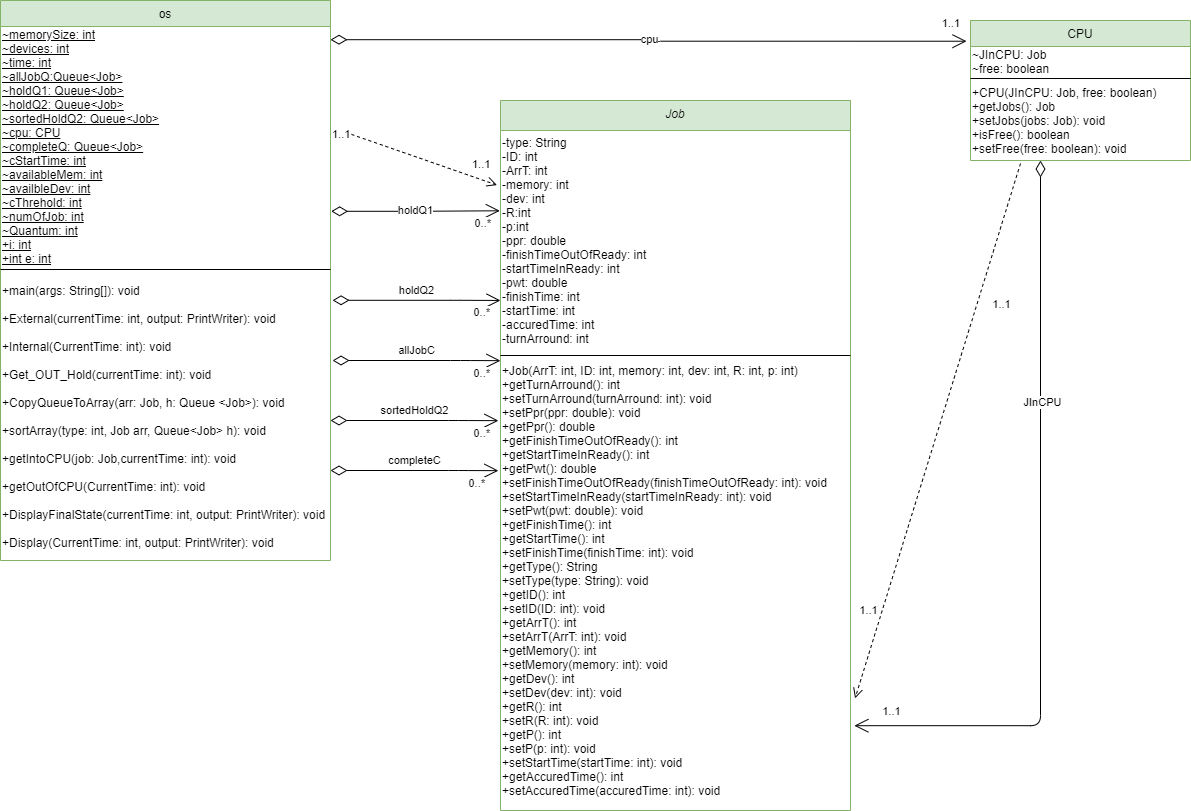 os
~memorySize: int
~devices: int
~time: int
~allJobQ:Queue<Job>
~holdQ1: Queue<Job>
~holdQ2: Queue<Job>
~sortedHoldQ2: Queue<Job>
~cpu: CPU
~completeQ: Queue<Job>
~cStartTime: int
~availableMem: int
~availbleDev: int
~cThrehold: int
~numOfJob: int
~Quantum: int
+i: int
+int e: int
+main(args: String[]): void
+External(currentTime: int, output: PrintWriter): void
+Internal(CurrentTime: int): void
+Get_OUT_Hold(currentTime: int): void
+CopyQueueToArray(arr: Job, h: Queue <Job>): void
+sortArray(type: int, Job arr, Queue<Job> h): void
+getIntoCPU(job: Job,currentTime: int): void
+getOutOfCPU(CurrentTime: int): void
+DisplayFinalState(currentTime: int, output: PrintWriter): void
+Display(CurrentTime: int, output: PrintWriter): void
cpu
1..1
1..1
1..1
holdQ1
0..*
holdQ2
0..*
allJobC
0..*
sortedHoldQ2
0..*
completeC
0..*
Job
-type: String
-ID: int
-ArrT: int
-memory: int
-dev: int
-R:int
-p:int
-ppr: double
-finishTimeOutOfReady: int
-startTimeInReady: int
-pwt: double
-finishTime: int
-startTime: int
-accuredTime: int
-turnArround: int
+Job(ArrT: int, ID: int, memory: int, dev: int, R: int, p: int)
+getTurnArround(): int
+setTurnArround(turnArround: int): void
+setPpr(ppr: double): void
+getPpr(): double
+getFinishTimeOutOfReady(): int
+getStartTimeInReady(): int
+getPwt(): double
+setFinishTimeOutOfReady(finishTimeOutOfReady: int): void
+setStartTimeInReady(startTimeInReady: int): void
+setPwt(pwt: double): void
+getFinishTime(): int
+getStartTime(): int
+setFinishTime(finishTime: int): void
+getType(): String
+setType(type: String): void
+getID(): int
+setID(ID: int): void
+getArrT(): int
+setArrT(ArrT: int): void
+getMemory(): int
+setMemory(memory: int): void
+getDev(): int
+setDev(dev: int): void
+getR(): int
+setR(R: int): void
+getP(): int
+setP(p: int): void
+setStartTime(startTime: int): void
+getAccuredTime(): int
+setAccuredTime(accuredTime: int): void
CPU
~JInCPU: Job
~free: boolean
+CPU(JInCPU: Job, free: boolean)
+getJobs(): Job
+setJobs(jobs: Job): void
+isFree(): boolean
+setFree(free: boolean): void
1..1
JInCPU
1..1
1..1